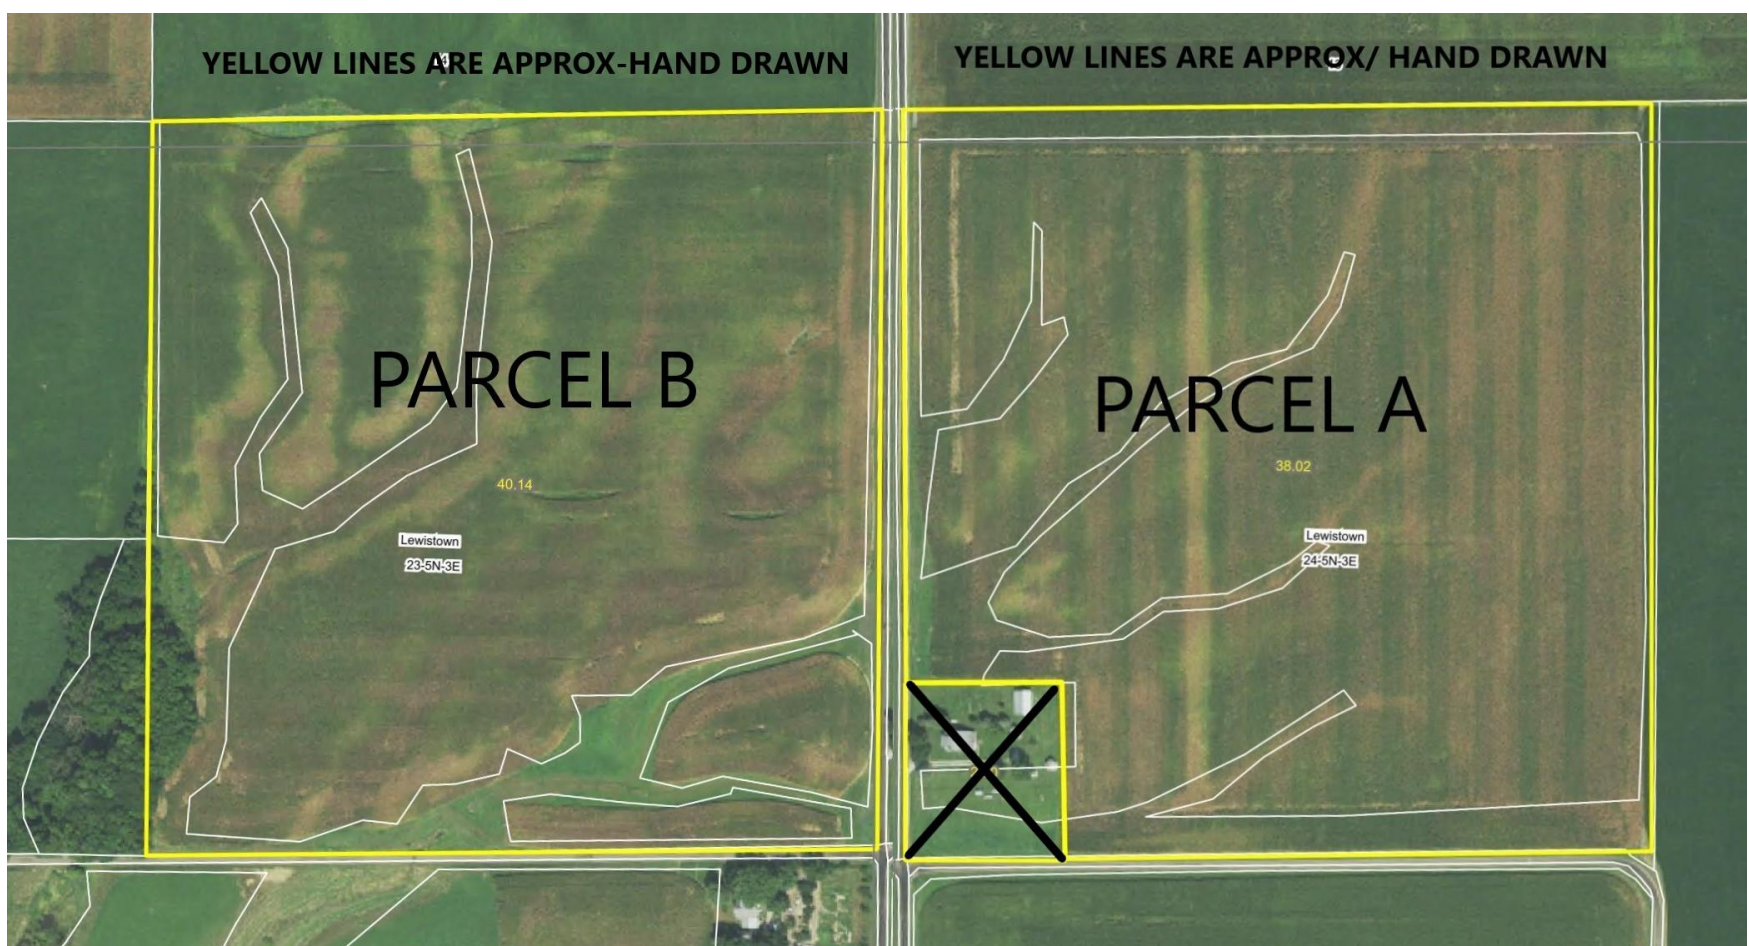 YELLOW LINES ARE APPROX-HAND DRAWN
YELLOW LINES ARE APPROX/ HAND DRAWN
PARCEL B
PARCEL A
40.14
38.02
Lewistown
23-5N-3E
Lewistown
24-5N-3E